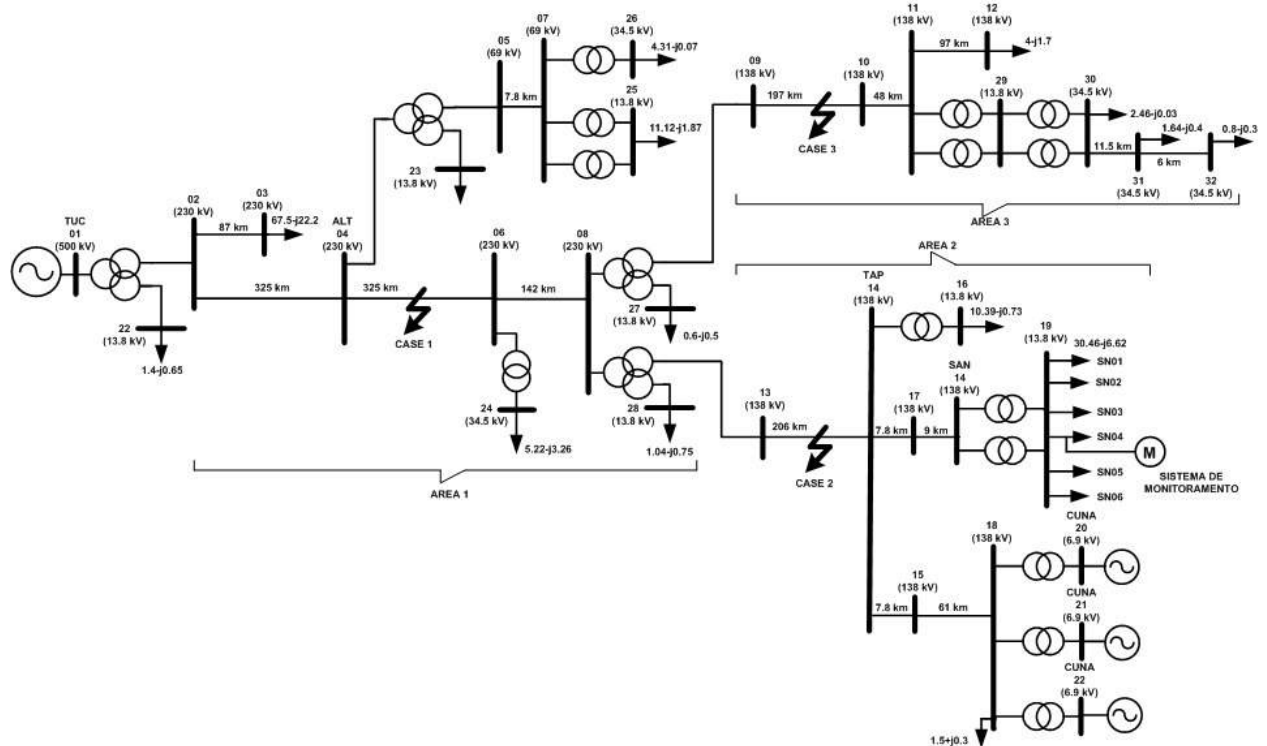 TUC
01
(500 kV)
22
(13.8 kV)
1.4-j0.65
02
(230 kV)
87 km
03
(230 kV)
67.5-j22.2
325 km
ALT
04
(230 kV)
325 km
CASE 1
23
(13.8 kV)
05
(69 kV)
7.8 km
07
(69 kV)
26
(34.5 kV)
4.31-j0.07
25
(13.8 kV)
11.12-j1.87
06
(230 kV)
142 km
24
(34.5 kV)
5.22-j3.26
08
(230 kV)
27
(13.8 kV)
0.6-j0.5
28
(13.8 kV)
1.04-j0.75
AREA 1
09
(138 kV)
197 km
CASE 3
10
(138 kV)
48 km
11
(138 kV)
97 km
12
(138 kV)
4-j1.7
29
(13.8 kV)
30
(34.5 kV)
2.46-j0.03
1.64-j0.4
11.5 km
31
(34.5 kV)
6 km
0.8-j0.3
32
(34.5 kV)
AREA 3
AREA 2
13
(138 kV)
206 km
CASE 2
TAP
14
(138 kV)
16
(13.8 kV)
10.39-j0.73
7.8 km
17
(138 kV)
9 km
SAN
14
(138 kV)
19
(13.8 kV)
30.46-j6.62
SN01
SN02
SN03
SN04
SN05
SN06
M
SISTEMA DE
MONITORAMENTO
7.8 km
15
(138 kV)
61 km
18
(138 kV)
CUNA
20
(6.9 kV)
CUNA
21
(6.9 kV)
CUNA
22
(6.9 kV)
1.5+j0.3